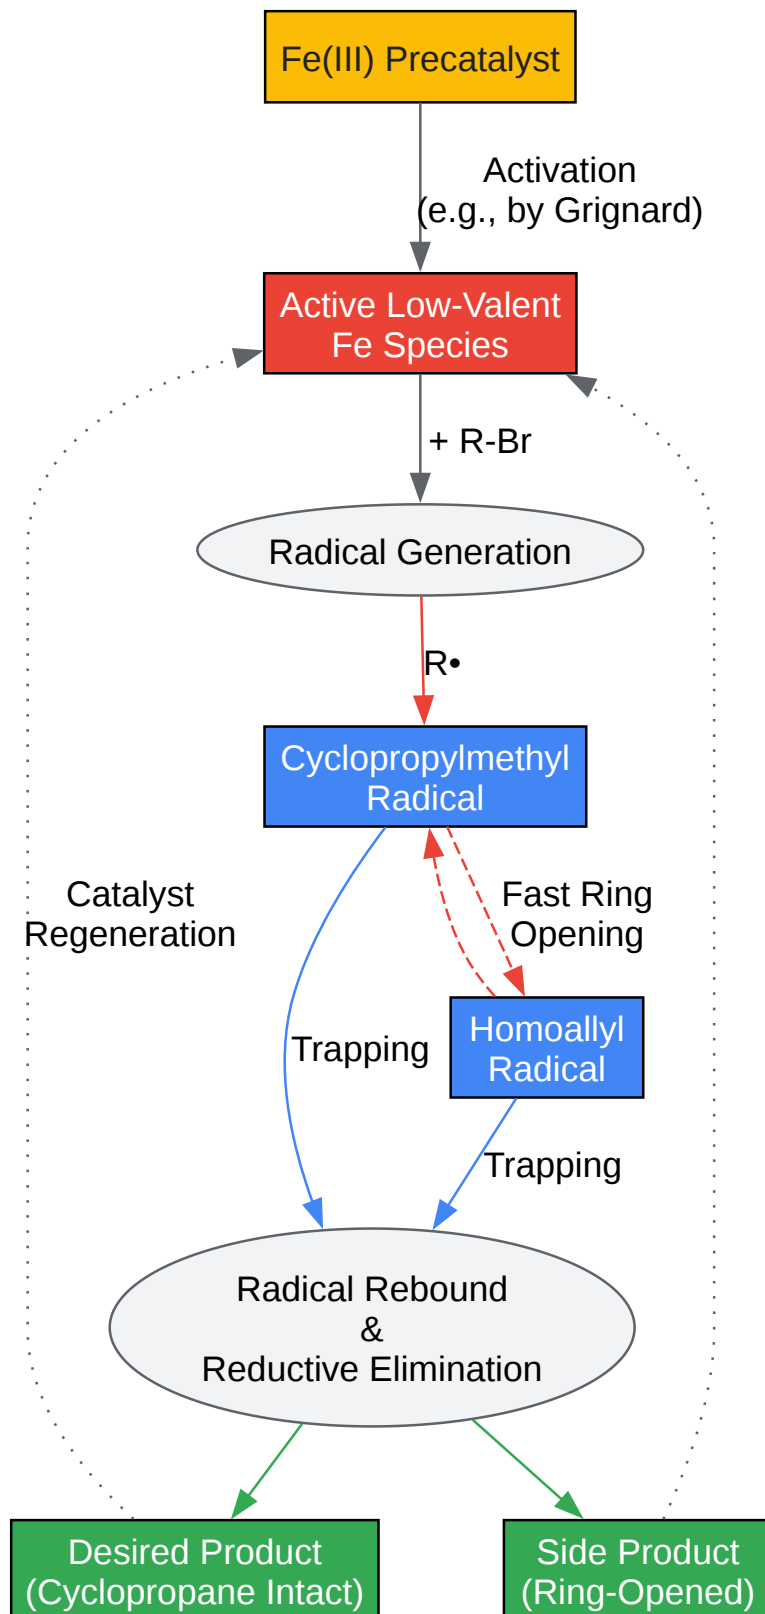 Fe(III) Precatalyst
Activation
(e.g., by Grignard)
Active Low-Valent
Fe Species
+ R-Br
Radical Generation
R•
Cyclopropylmethyl
Radical
Catalyst
Regeneration
Fast Ring
Opening
Homoallyl
Radical
Trapping
Trapping
Radical Rebound
&
Reductive Elimination
Desired Product
(Cyclopropane Intact)
Side Product
(Ring-Opened)